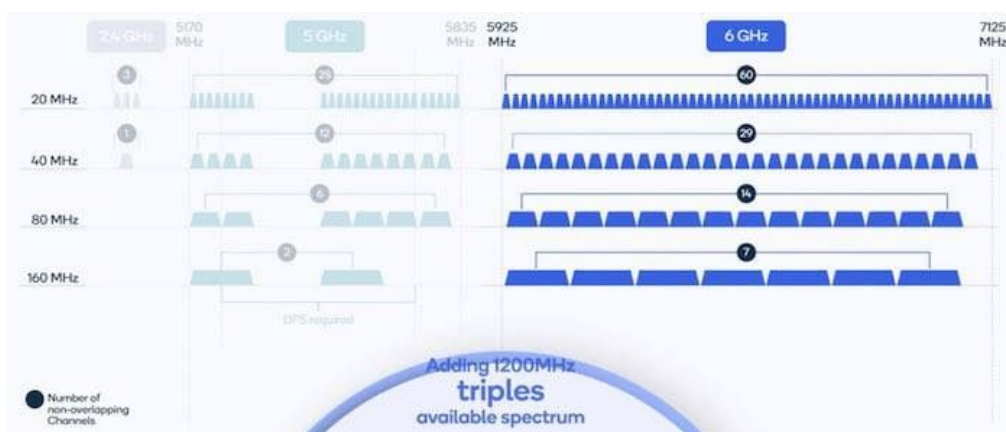 2.4 GHz
5170
MHz
5 GHz
5835
MHz
5925
MHz
6 GHz
7125
MHz
20 MHz
3
25
60
40 MHz
1
12
29
80 MHz
6
14
160 MHz
2
7
DFS required
Adding 1200MHz
triples
available spectrum
Number of
non-overlapping
Channels